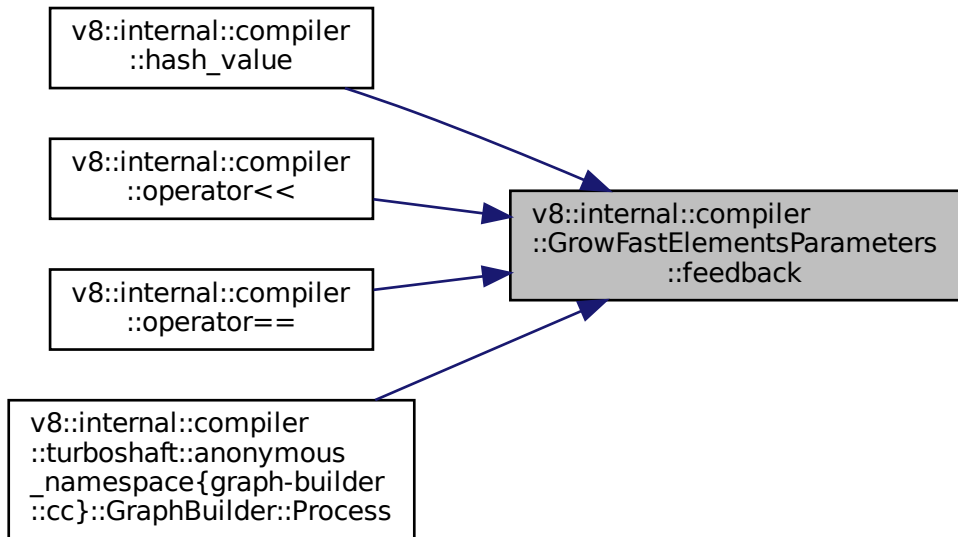 v8::internal::compiler
::hash_value
v8::internal::compiler
::operator<<
v8::internal::compiler
::GrowFastElementsParameters
::feedback
v8::internal::compiler
::operator==
v8::internal::compiler
::turboshaft::anonymous
_namespace{graph-builder
::cc}::GraphBuilder::Process